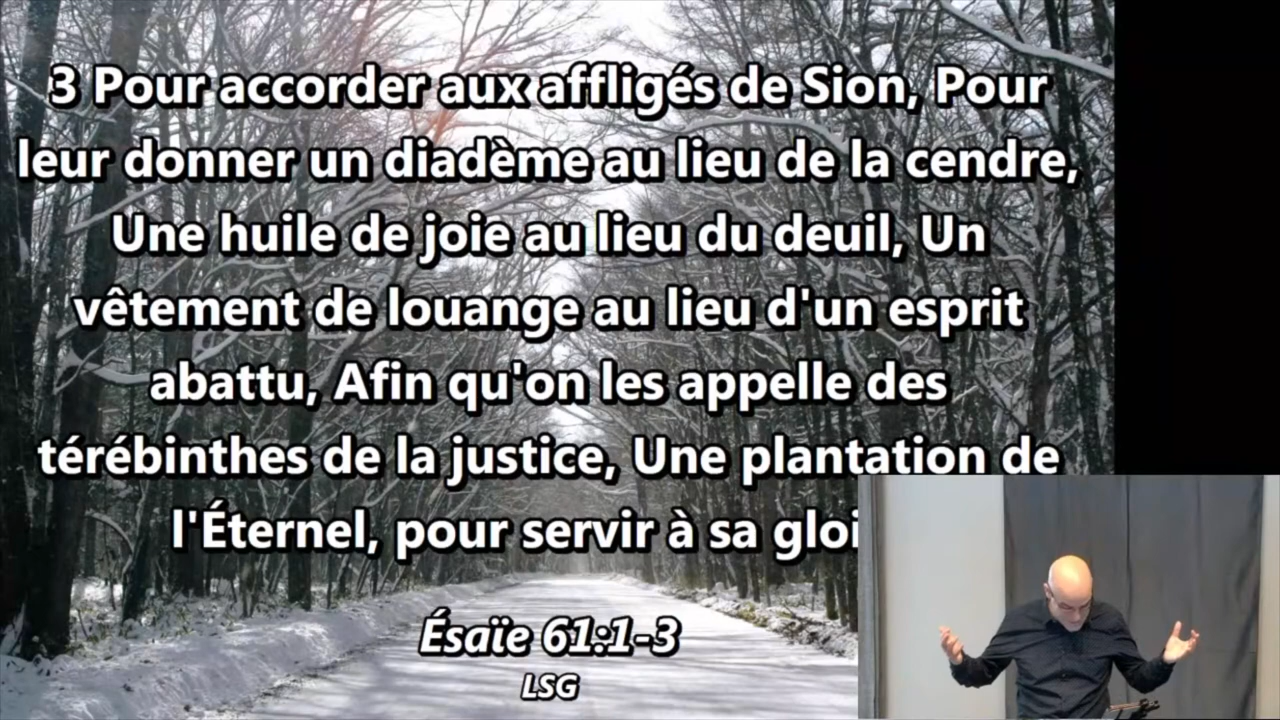 3 Pour accorder aux affligés de Sion, Pour
leur donner un diadème au lieu de la cendre,
Une huile de joie au lieu du deuil, Un
vêtement de louange au lieu d'un esprit
abattu, Afin qu'on les appelle des
térébinthes de la justice, Une plantation de
l'Éternel, pour servir à sa
Ésaïe 61:1-3
LSG